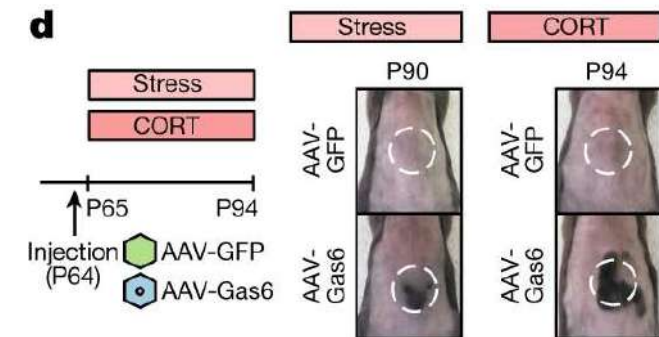 d
Stress
CORT
P65 P94
Injection
(P64)
AAV-GFP
AAV-Gas6
Stress CORT
P90 P94
AAV-
GFP
AAV-
GFP
AAV-
Gas6
AAV-
Gas6